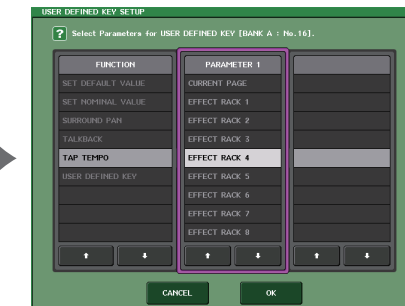 USER DEFINED KEY SETUP
? Select Parameters for USER DEFINED KEY [BANK A : No.16].
FUNCTION
SET DEFAULT VALUE
SET NOMINAL VALUE
SURROUND PAN
TALKBACK
TAP TEMPO
USER DEFINED KEY
PARAMETER 1
CURRENT PAGE
EFFECT RACK 1
EFFECT RACK 2
EFFECT RACK 3
EFFECT RACK 4
EFFECT RACK 5
EFFECT RACK 6
EFFECT RACK 7
EFFECT RACK 8
CANCEL
OK